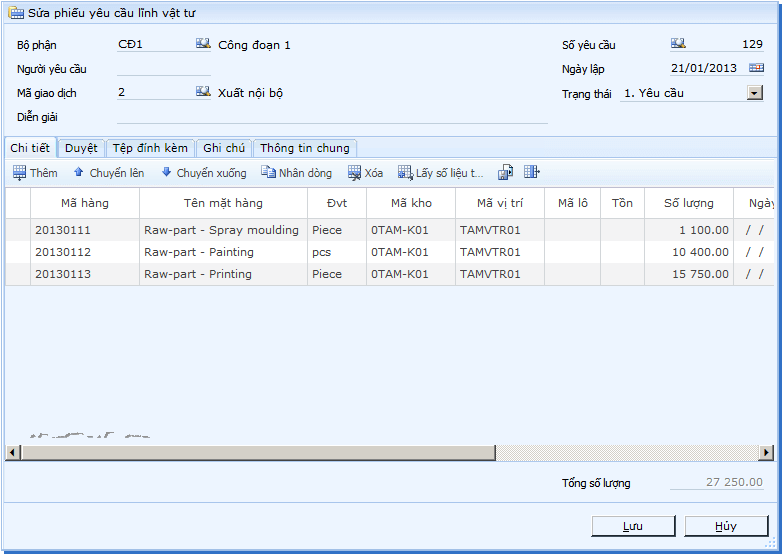 Sửa phiếu yêu cầu lĩnh vật tư
Bộ phận CĐ1 Công đoạn 1 Số yêu cầu 129
Người yêu cầu Ngày lập 21/01/2013
Mã giao dịch 2 Xuất nội bộ Trạng thái 1. Yêu cầu
Diễn giải
Chi tiết Duyệt Tệp đính kèm Ghi chú Thông tin chung
Thêm Chuyển lên Chuyển xuống Nhân dòng Xóa Lấy số liệu t...
Mã hàng Tên mặt hàng Đvt Mã kho Mã vị trí Mã lô Tồn Số lượng Ngày
20130111 Raw-part - Spray moulding Piece 0TAM-K01 TAMVTR01 1 100.00 / /
20130112 Raw-part - Painting pcs 0TAM-K01 TAMVTR01 10 400.00 / /
20130113 Raw-part - Printing Piece 0TAM-K01 TAMVTR01 15 750.00 / /
Tổng số lượng 27 250.00
Lưu Hủy